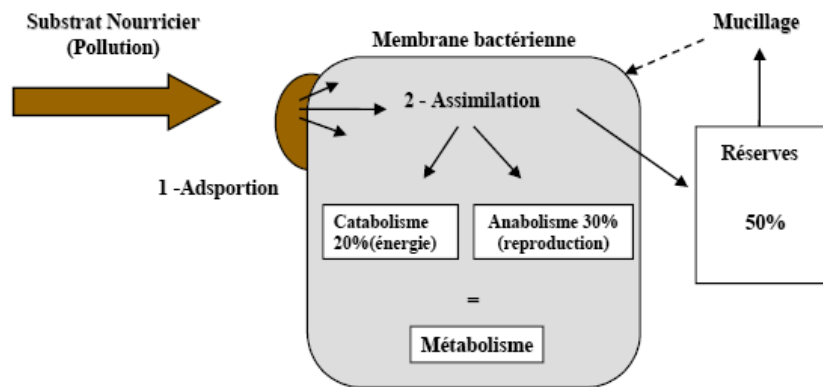 Substrat Nourricier
(Pollution)
Membrane bactérienne
Mucillage
2 - Assimilation
1 -Adsportion
Réserves
50%
Catabolisme
20%(énergie)
Anabolisme 30%
(reproduction)
=
Métabolisme